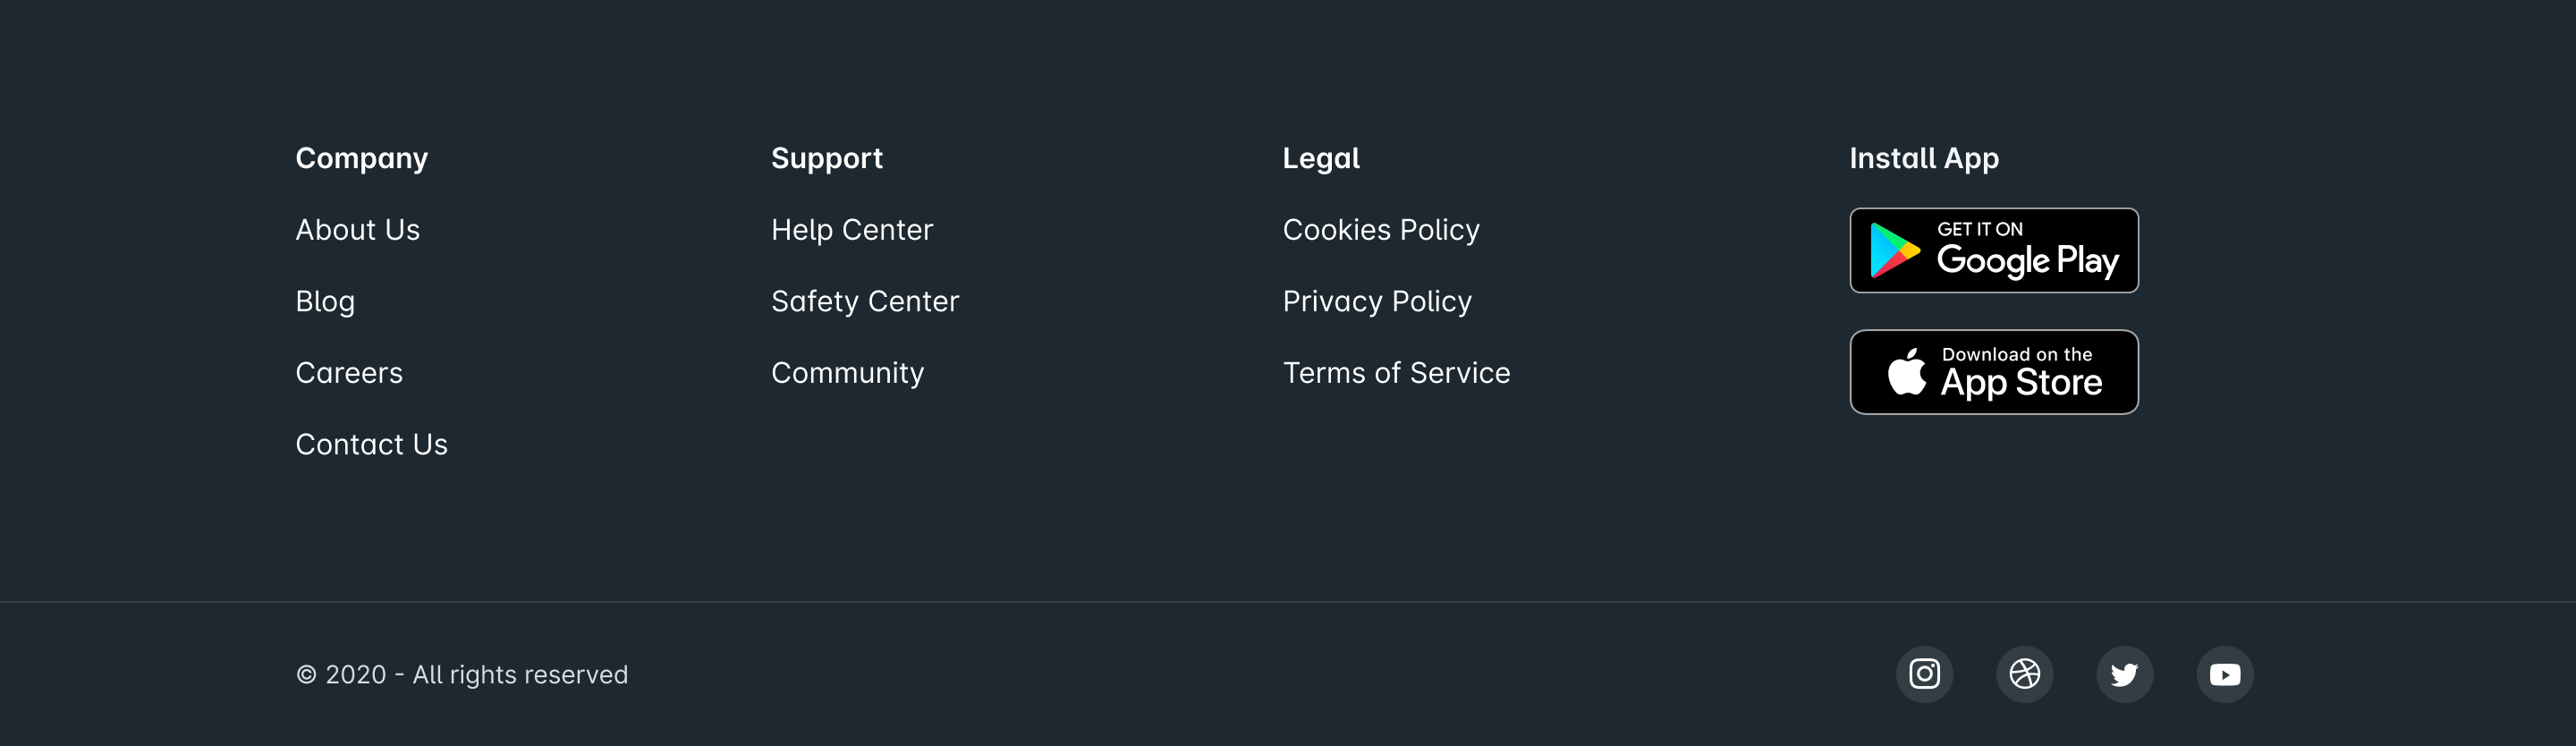 Company
About Us
Blog
Careers
Contact Us
Support
Help Center
Safety Center
Community
Legal
Cookies Policy
Privacy Policy
Terms of Service
Install App
GET IT ON
Google Play
Download on the
App Store
© 2020 - All rights reserved